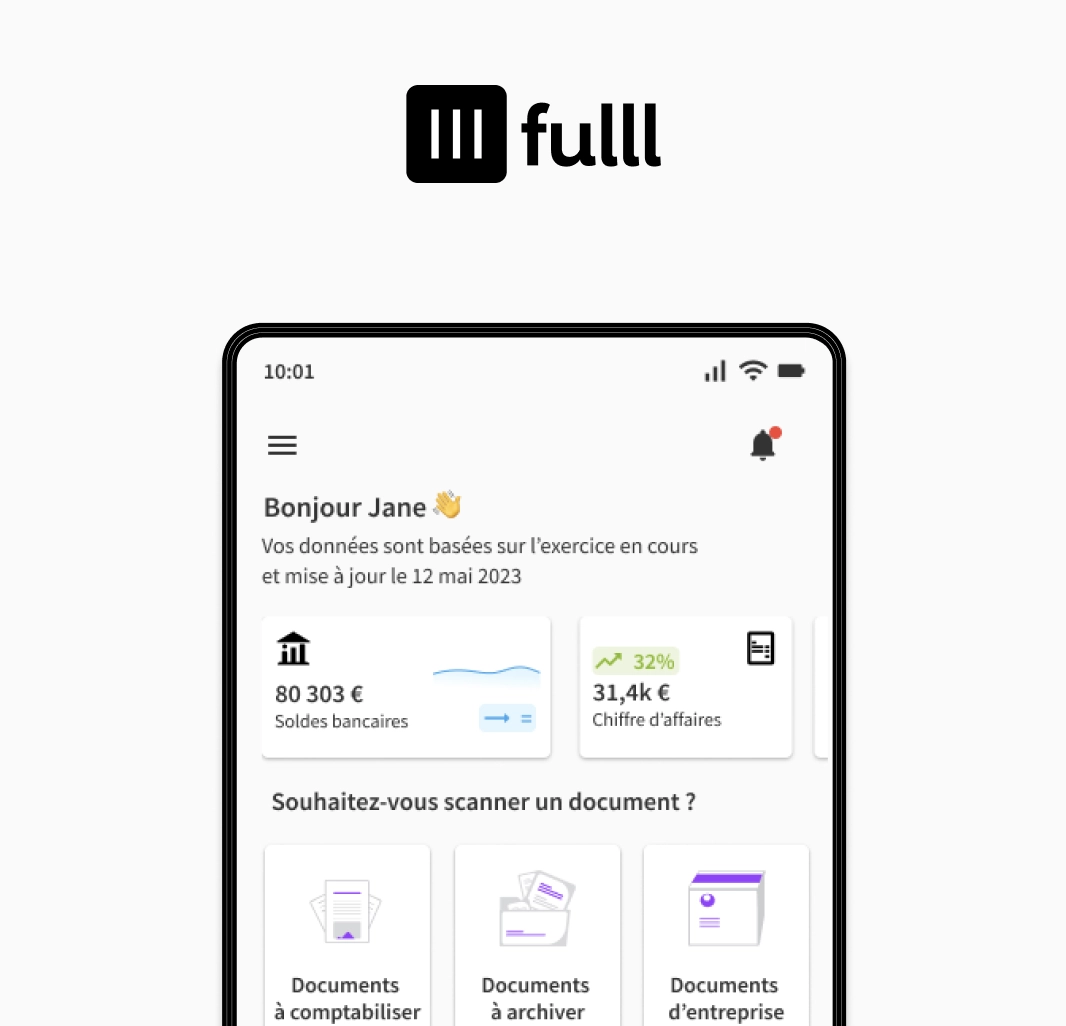 fulll
10:01
Bonjour Jane 👋
Vos données sont basées sur l'exercice en cours
et mise à jour le 12 mai 2023
80 303 €
Soldes bancaires
=
32%
31,4k €
Chiffre d'affaires
Souhaitez-vous scanner un document ?
Documents
à comptabiliser
Documents
à archiver
Documents
d'entreprise